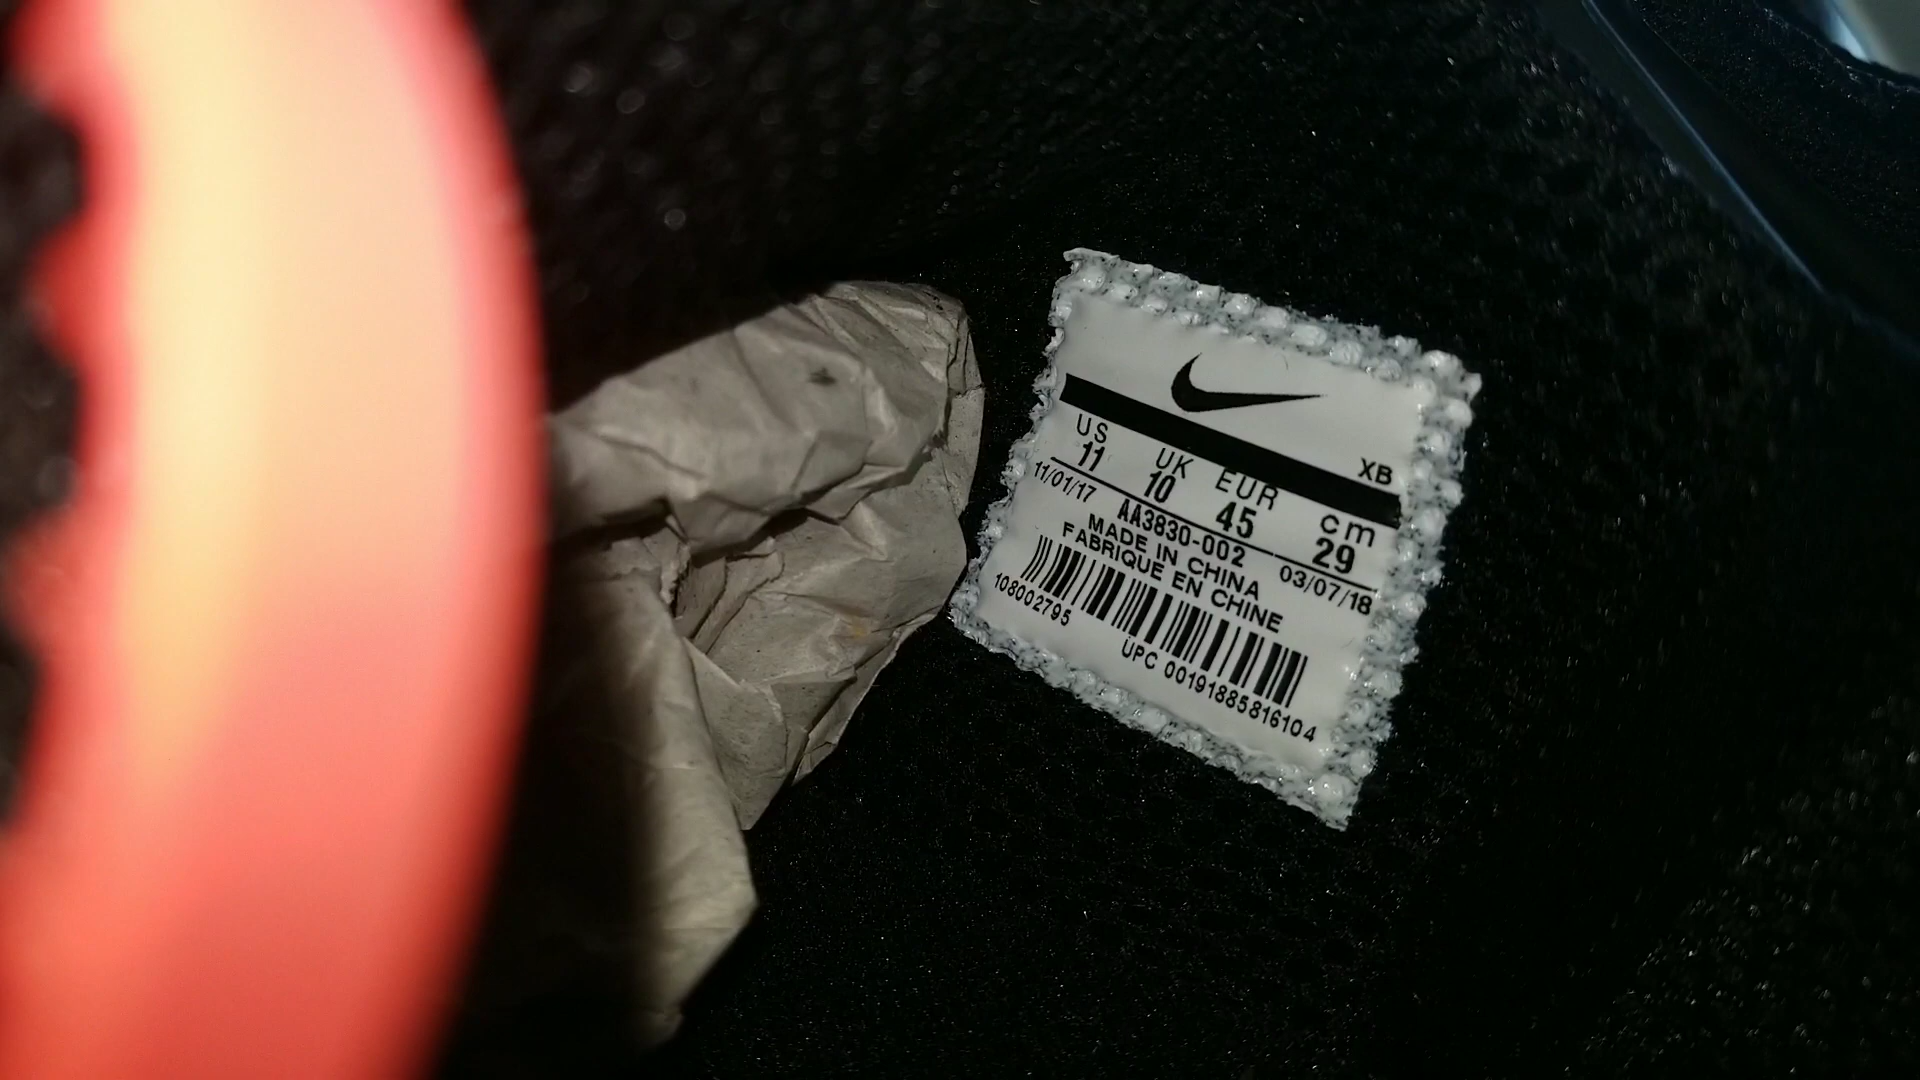 XB
US UK EUR cm
11 10 45 29
11/01/17 AA3830-002 03/07/18
MADE IN CHINA
FABRIQUE EN CHINE
108002795
UPC 00191885816104